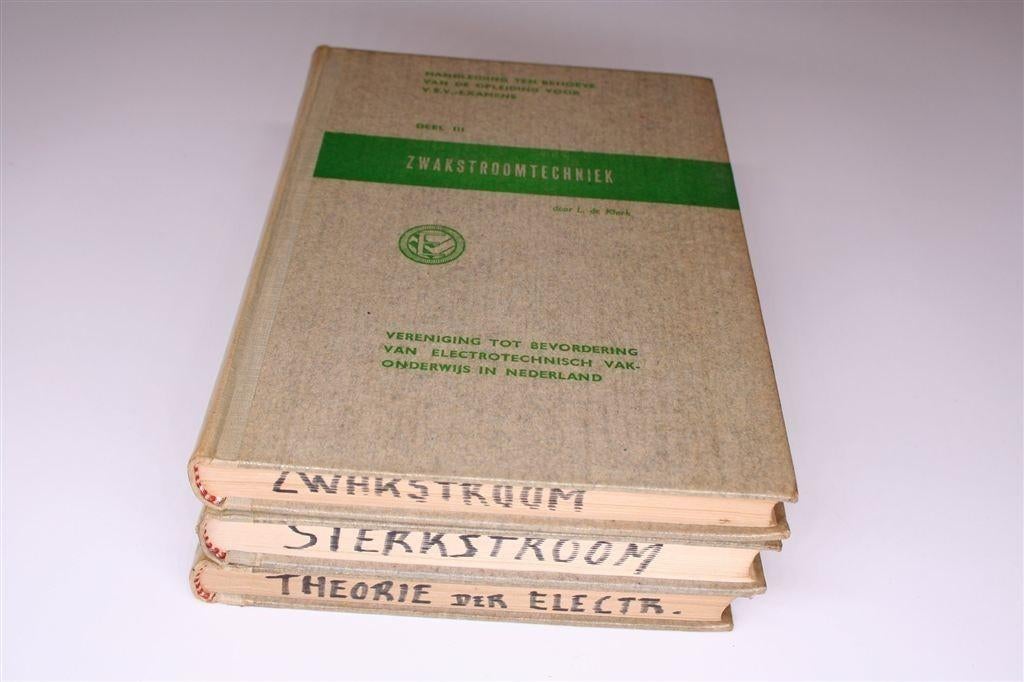 HANDLEIDING TEN BEHOEVE
VAN DE OPLEIDING VOOR
V.E.V.-EXAMENS
DEEL III
ZWAKSTROOMTECHNIEK
door L. de Klerk
VERENIGING TOT BEVORDERING
VAN ELECTROTECHNISCH VAK-
ONDERWIJS IN NEDERLAND
ZWAKSTROOM
STERKSTROOM
THEORIE DER ELECTR.